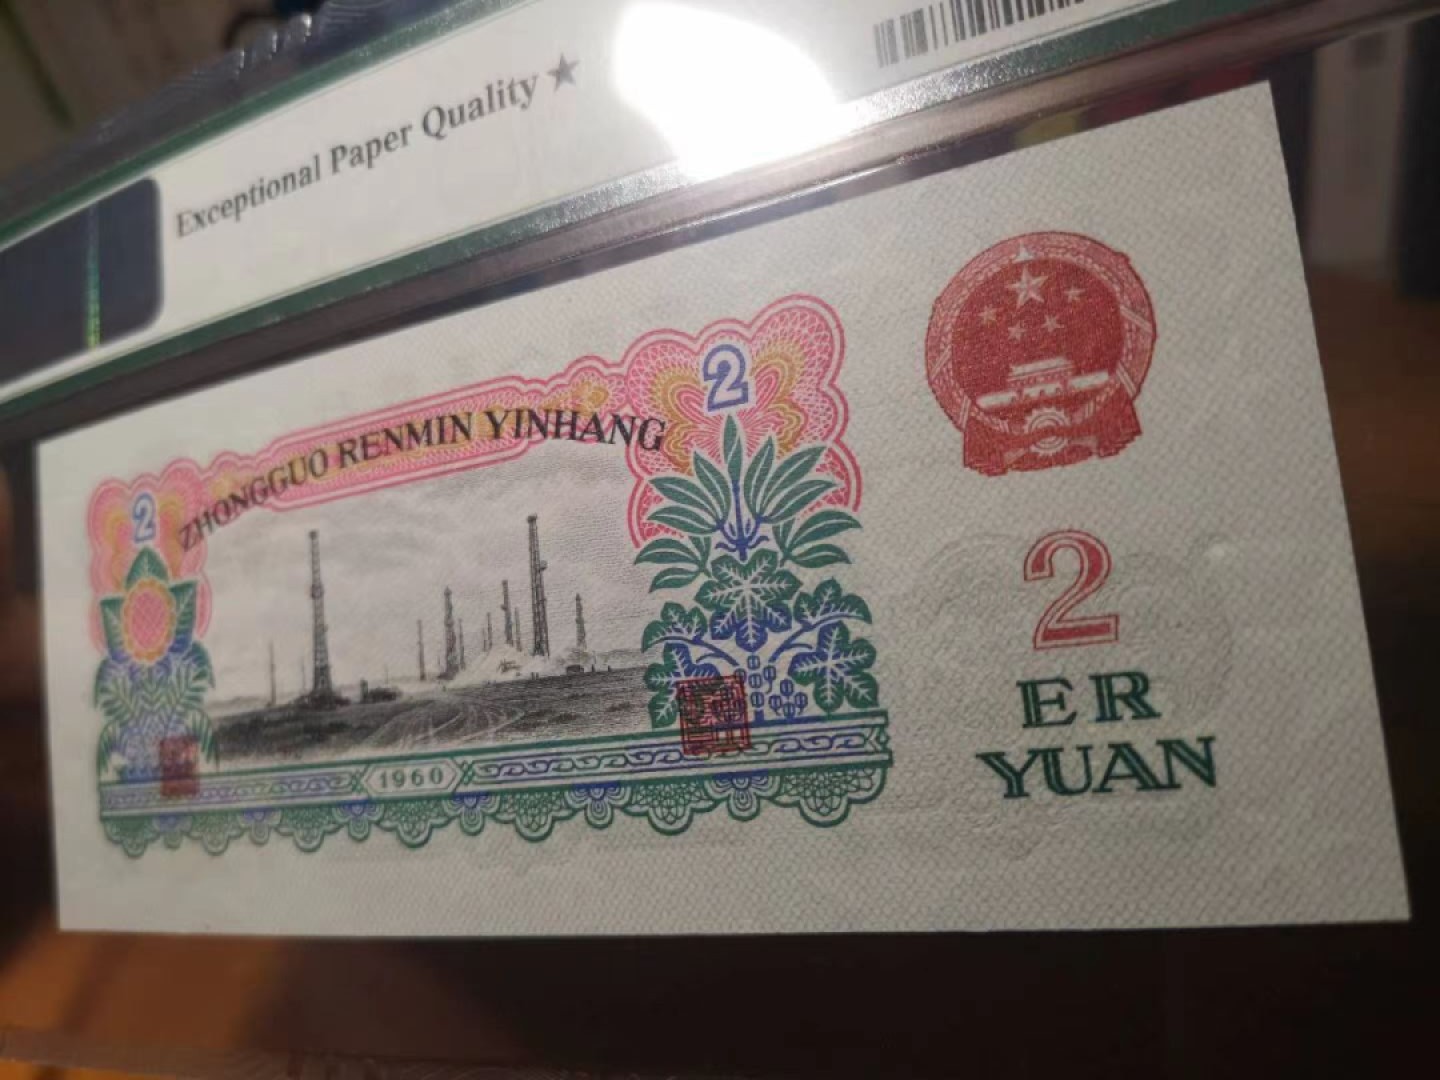 Exceptional Paper Quality ★
2
ZHONGGUO RENMIN YINHANG
2
1960
2
ER
YUAN